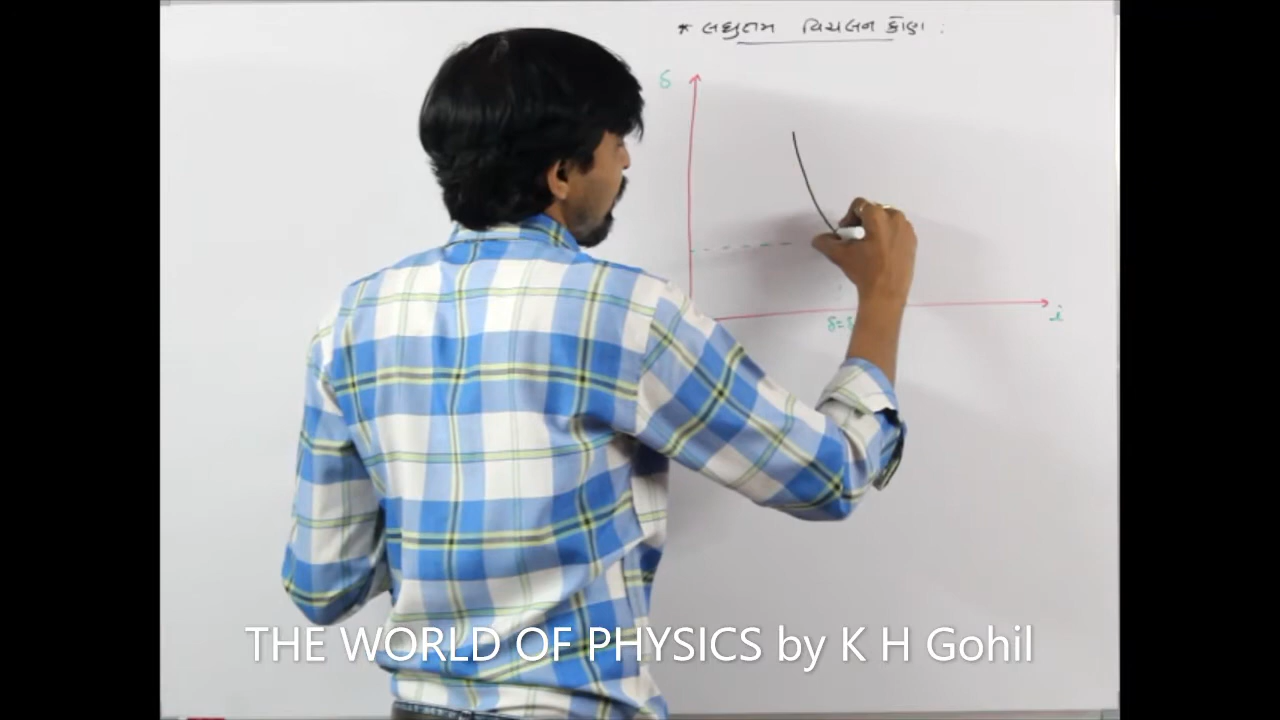 * લઘુત્તમ વિચલન કોણ :
δ
δ=δ
i
THE WORLD OF PHYSICS by K H Gohil